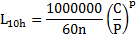 L₁₀ₕ = 1000000/60n (C/P)ᵖ